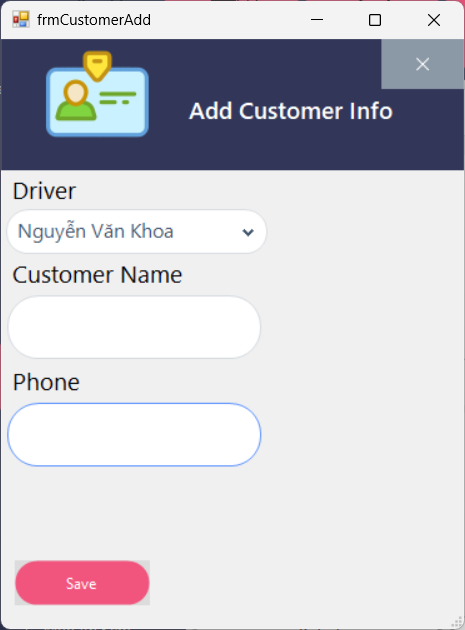 frmCustomerAdd
Add Customer Info
Driver
Nguyễn Văn Khoa
Customer Name
Phone
Save